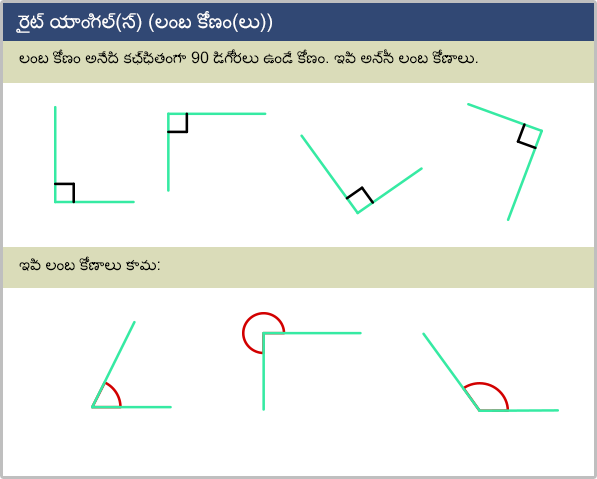 రైట్ యాంగిల్(స్) (లంబ కోణం(లు))
లంబ కోణం అనేది కచ్ఛితంగా 90 డిగ్రీలు ఉండే కోణం. ఇవి అన్‌నీ లంబ కోణాలు.
ఇవి లంబ కోణాలు కావు: